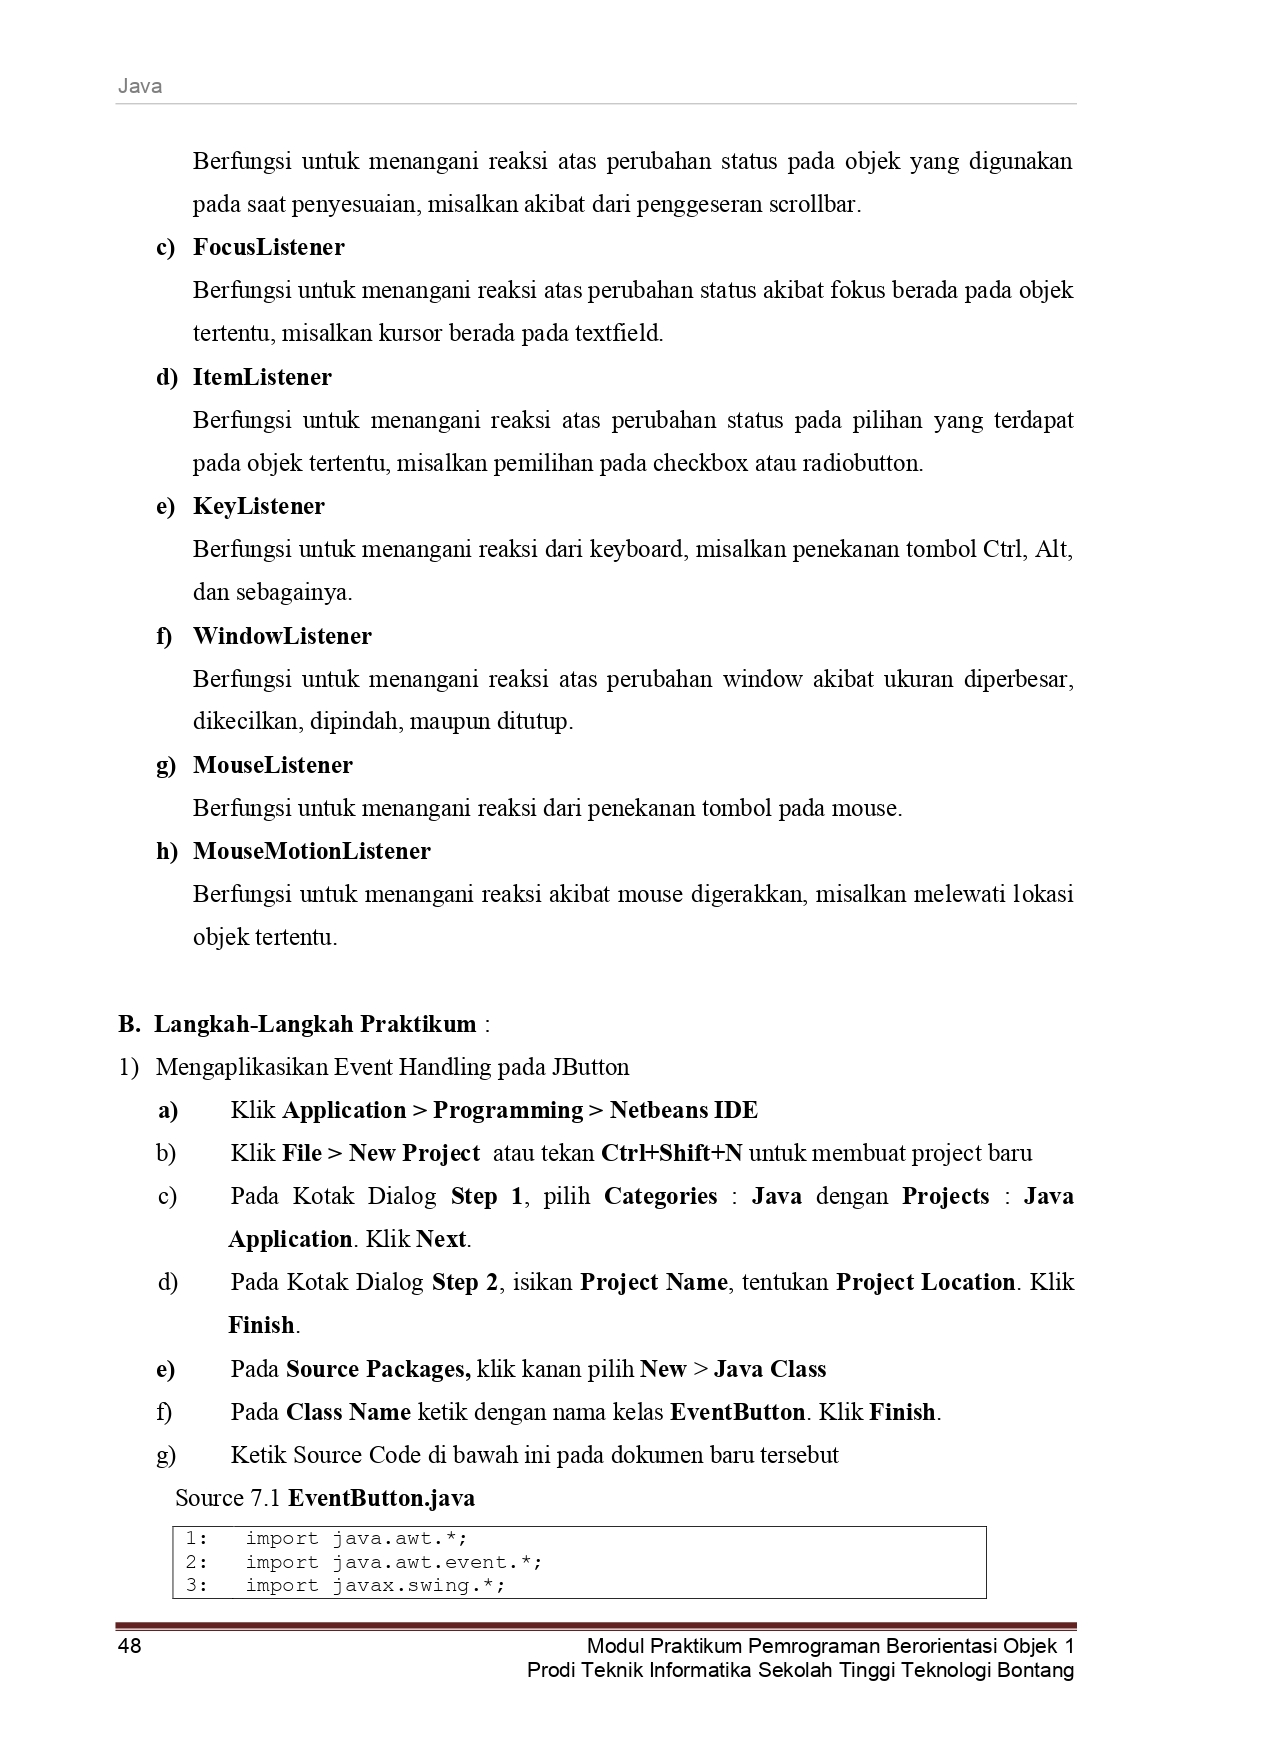 Java
Berfungsi untuk menangani reaksi atas perubahan status pada objek yang digunakan
pada saat penyesuaian, misalkan akibat dari penggeseran scrollbar.
c) FocusListener
Berfungsi untuk menangani reaksi atas perubahan status akibat fokus berada pada objek
tertentu, misalkan kursor berada pada textfield.
d) ItemListener
Berfungsi untuk menangani reaksi atas perubahan status pada pilihan yang terdapat
pada objek tertentu, misalkan pemilihan pada checkbox atau radiobutton.
e) KeyListener
Berfungsi untuk menangani reaksi dari keyboard, misalkan penekanan tombol Ctrl, Alt,
dan sebagainya.
f) WindowListener
Berfungsi untuk menangani reaksi atas perubahan window akibat ukuran diperbesar,
dikecilkan, dipindah, maupun ditutup.
g) MouseListener
Berfungsi untuk menangani reaksi dari penekanan tombol pada mouse.
h) MouseMotionListener
Berfungsi untuk menangani reaksi akibat mouse digerakkan, misalkan melewati lokasi
objek tertentu.
B. Langkah-Langkah Praktikum :
1) Mengaplikasikan Event Handling pada JButton
a) Klik Application > Programming > Netbeans IDE
b) Klik File > New Project atau tekan Ctrl+Shift+N untuk membuat project baru
c) Pada Kotak Dialog Step 1, pilih Categories : Java dengan Projects : Java
Application. Klik Next.
d) Pada Kotak Dialog Step 2, isikan Project Name, tentukan Project Location. Klik
Finish.
e) Pada Source Packages, klik kanan pilih New > Java Class
f) Pada Class Name ketik dengan nama kelas EventButton. Klik Finish.
g) Ketik Source Code di bawah ini pada dokumen baru tersebut
Source 7.1 EventButton.java
1: import java.awt.*;
2: import java.awt.event.*;
3: import javax.swing.*;
48 Modul Praktikum Pemrograman Berorientasi Objek 1
Prodi Teknik Informatika Sekolah Tinggi Teknologi Bontang